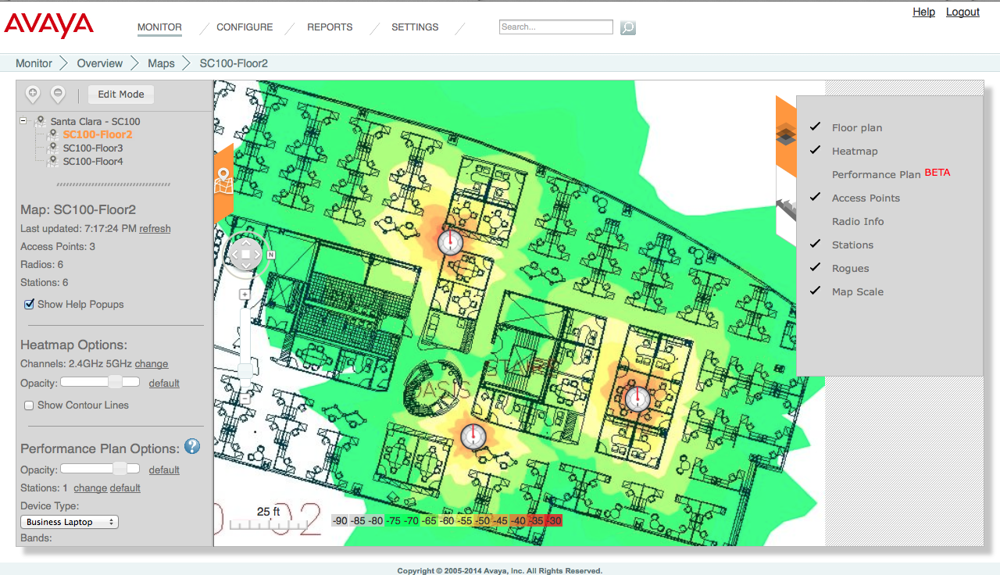 Help Logout
AVAYA
MONITOR CONFIGURE REPORTS SETTINGS Search...
Monitor Overview Maps SC100-Floor2
Edit Mode
Santa Clara - SC100
SC100-Floor2
SC100-Floor3
SC100-Floor4
Map: SC100-Floor2
Last updated: 7:17:24 PM refresh
Access Points: 3
Radios: 6
Stations: 6
Show Help Popups
Heatmap Options:
Channels: 2.4GHz 5GHz change
Opacity: default
Show Contour Lines
Performance Plan Options: ?
Opacity: default
Stations: 1 change default
Device Type:
Business Laptop
Bands:
N
+
-
STAIRS
OASIS
02
25 ft
-90 -85 -80 -75 -70 -65 -60 -55 -50 -45 -40 -35 -30
Floor plan
Heatmap
Performance Plan BETA
Access Points
Radio Info
Stations
Rogues
Map Scale
Copyright © 2005-2014 Avaya, Inc. All Rights Reserved.